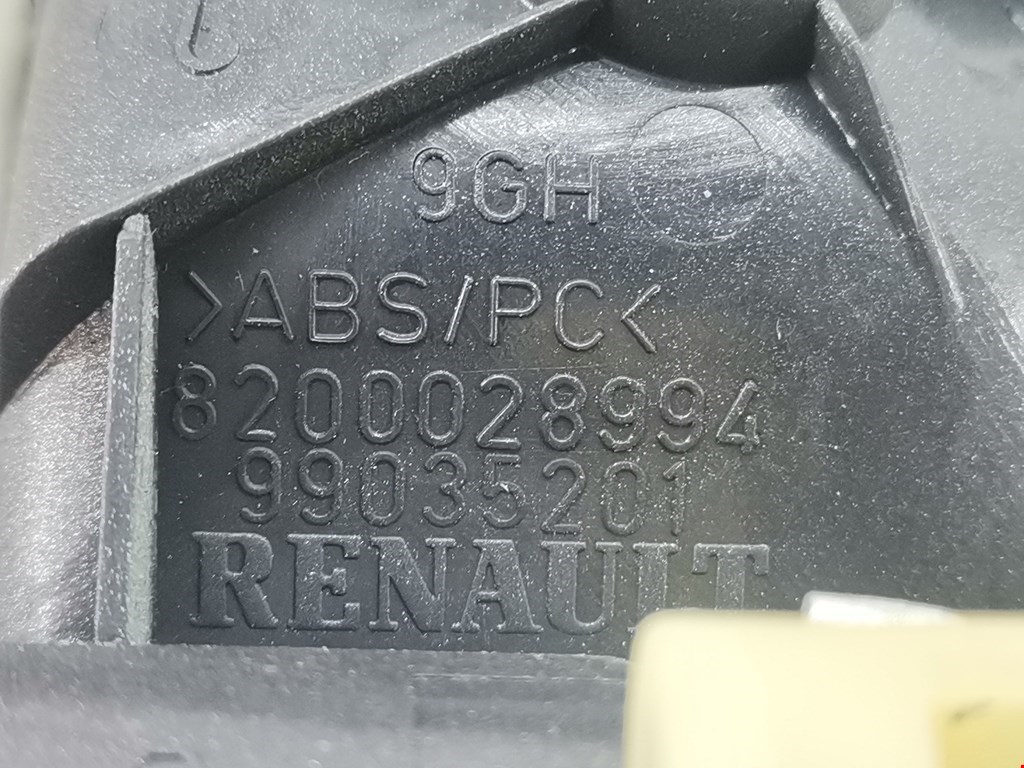 9GH
>ABS/PC<
8200028994
99035201
RENAULT